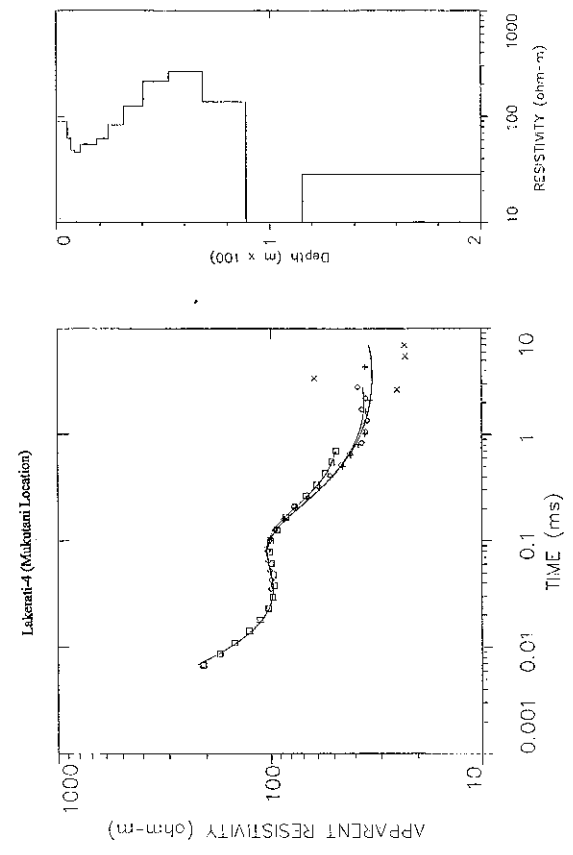 Lakerati-4 (Mukutani Location)
APPARENT RESISTIVITY (ohm-m)
1000
100
10
0.001
0.01
0.1
1
10
TIME (ms)
Depth (m x 100)
0
1
2
10
100
1000
RESISTIVITY (ohm-m)